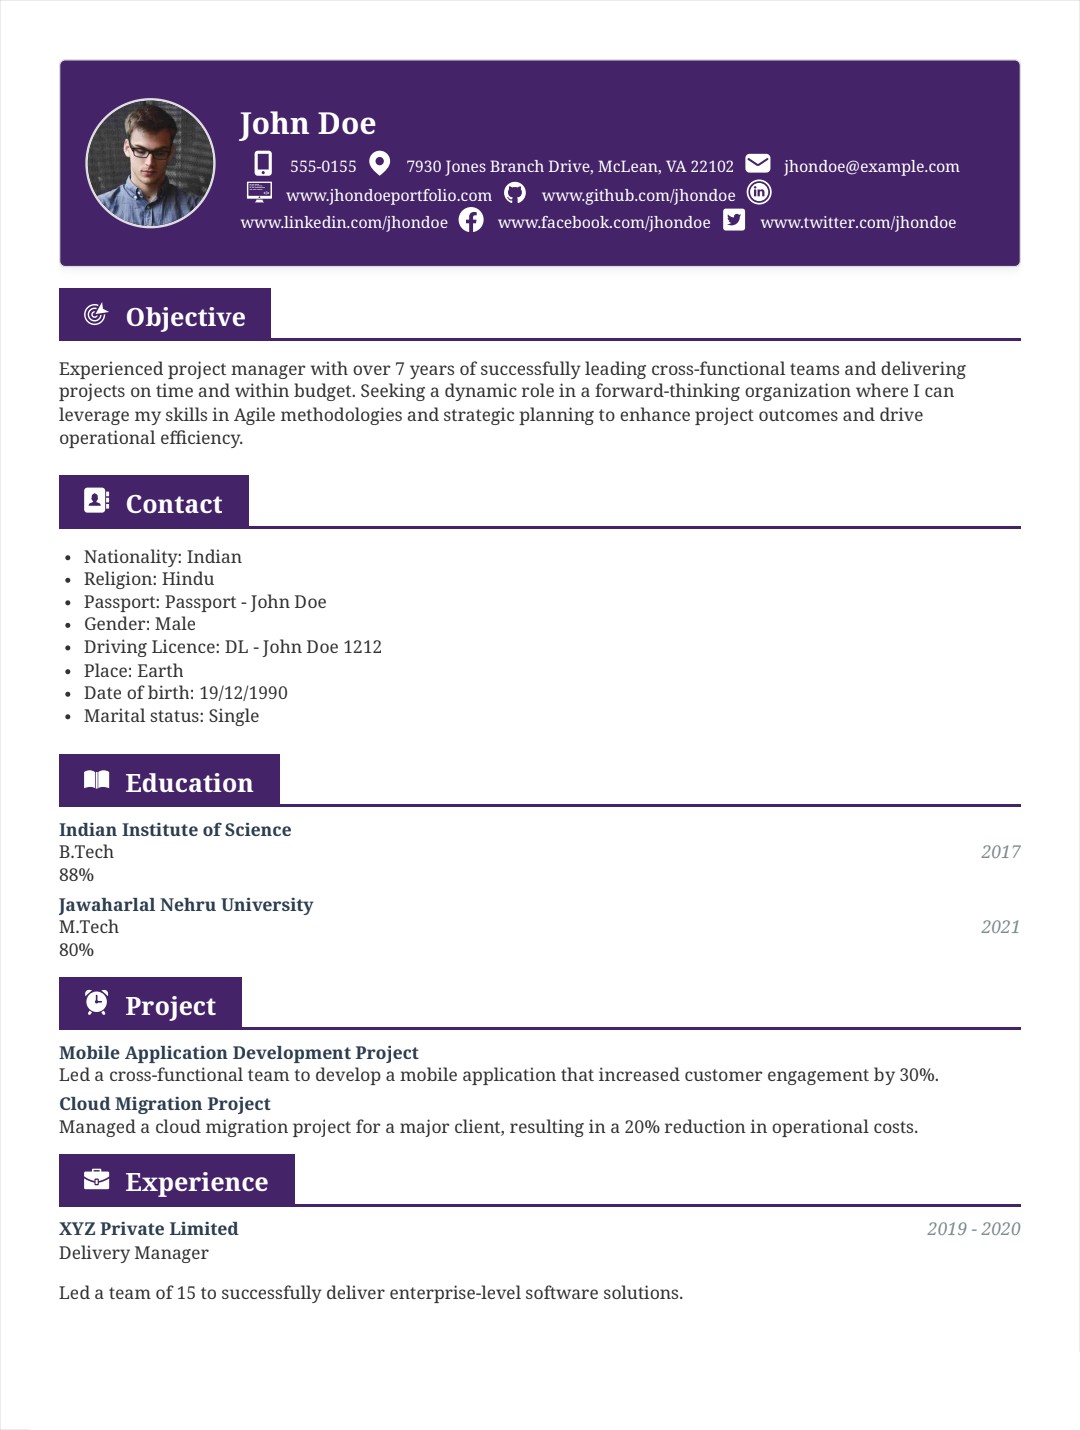 John Doe
555-0155 7930 Jones Branch Drive, McLean, VA 22102 jhondoe@example.com
www.jhondoeportfolio.com www.github.com/jhondoe
www.linkedin.com/jhondoe www.facebook.com/jhondoe www.twitter.com/jhondoe
Objective
Experienced project manager with over 7 years of successfully leading cross-functional teams and delivering
projects on time and within budget. Seeking a dynamic role in a forward-thinking organization where I can
leverage my skills in Agile methodologies and strategic planning to enhance project outcomes and drive
operational efficiency.
Contact
• Nationality: Indian
• Religion: Hindu
• Passport: Passport - John Doe
• Gender: Male
• Driving Licence: DL - John Doe 1212
• Place: Earth
• Date of birth: 19/12/1990
• Marital status: Single
Education
Indian Institute of Science
B.Tech 2017
88%
Jawaharlal Nehru University
M.Tech 2021
80%
Project
Mobile Application Development Project
Led a cross-functional team to develop a mobile application that increased customer engagement by 30%.
Cloud Migration Project
Managed a cloud migration project for a major client, resulting in a 20% reduction in operational costs.
Experience
XYZ Private Limited 2019 - 2020
Delivery Manager
Led a team of 15 to successfully deliver enterprise-level software solutions.